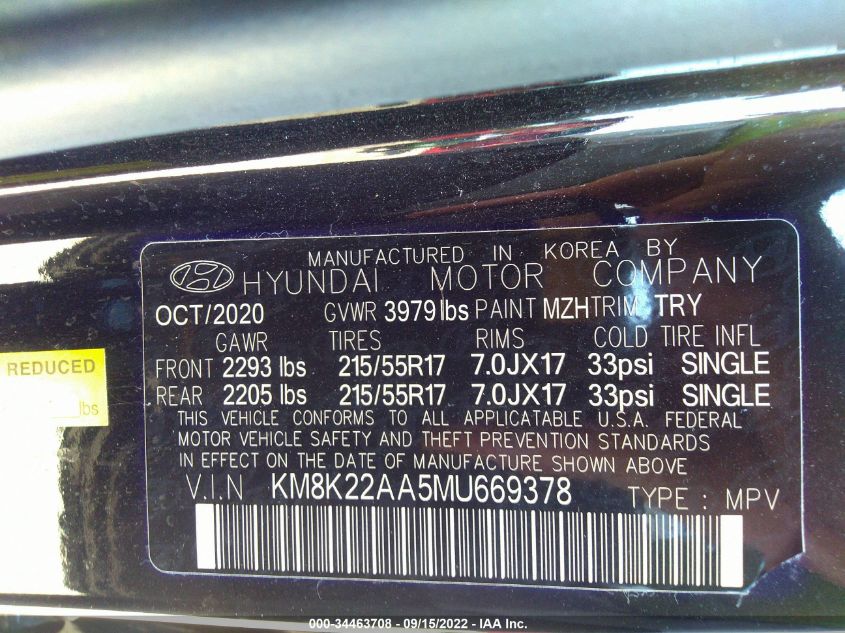 MANUFACTURED IN KOREA BY
HYUNDAI MOTOR COMPANY
OCT/2020 GVWR 3979 lbs PAINT MZH TRIM TRY
GAWR TIRES RIMS COLD TIRE INFL
FRONT 2293 lbs 215/55R17 7.0JX17 33psi SINGLE
REAR 2205 lbs 215/55R17 7.0JX17 33psi SINGLE
THIS VEHICLE CONFORMS TO ALL APPLICATABLE U.S.A. FEDERAL
MOTOR VEHICLE SAFETY AND THEFT PREVENTION STANDARDS
IN EFFECT ON THE DATE OF MANUFACTURE SHOWN ABOVE
V.I.N KM8K22AA5MU669378 TYPE : MPV
REDUCED
lbs
000-34463708 - 09/15/2022 - IAA Inc.